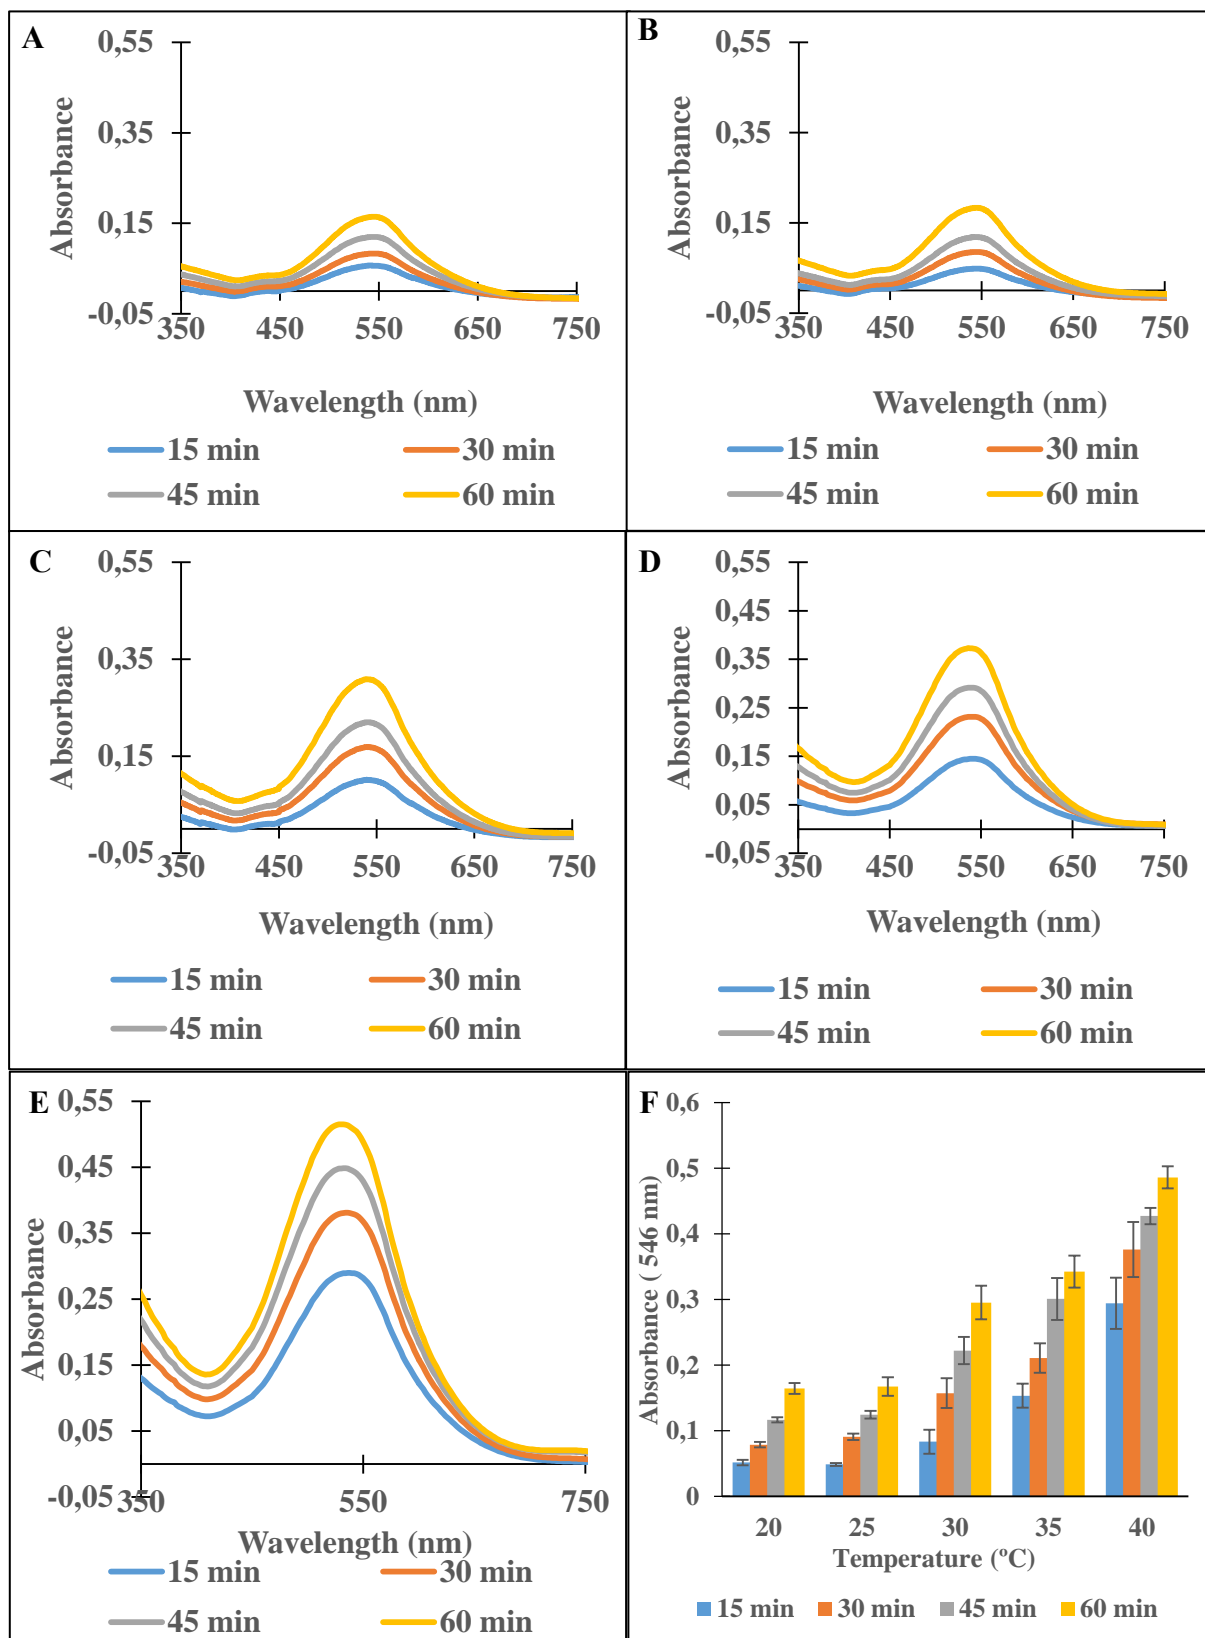 A
Absorbance
0,55
0,35
0,15
-0,05
350 450 550 650 750
Wavelength (nm)
15 min 30 min
45 min 60 min
B
Absorbance
0,55
0,35
0,15
-0,05
350 450 550 650 750
Wavelength (nm)
15 min 30 min
45 min 60 min
C
Absorbance
0,55
0,35
0,15
-0,05
350 450 550 650 750
Wavelength (nm)
15 min 30 min
45 min 60 min
D
Absorbance
0,55
0,45
0,35
0,25
0,15
0,05
-0,05
350 450 550 650 750
Wavelength (nm)
15 min 30 min
45 min 60 min
E
Absorbance
0,55
0,45
0,35
0,25
0,15
0,05
-0,05
350 550 750
Wavelength (nm)
15 min 30 min
45 min 60 min
F
Absorbance ( 546 nm)
0,6
0,5
0,4
0,3
0,2
0,1
0
20 25 30 35 40
Temperature (ºC)
15 min 30 min 45 min 60 min